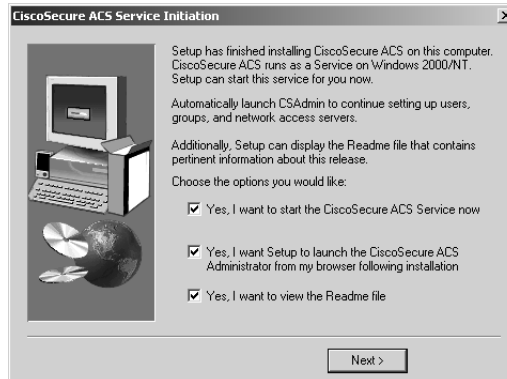 CiscoSecure ACS Service Initiation
Setup has finished installing CiscoSecure ACS on this computer.
CiscoSecure ACS runs as a Service on Windows 2000/NT.
Setup can start this service for you now.
Automatically launch CSAdmin to continue setting up users,
groups, and network access servers.
Additionally, Setup can display the Readme file that contains
pertinent information about this release.
Choose the options you would like:
Yes, I want to start the CiscoSecure ACS Service now
Yes, I want Setup to launch the CiscoSecure ACS
Administrator from my browser following installation
Yes, I want to view the Readme file
Next >